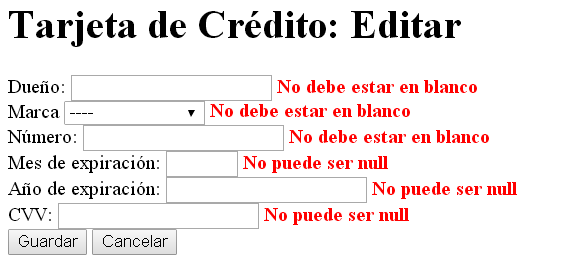 Tarjeta de Crédito: Editar
Dueño: No debe estar en blanco
Marca ---- No debe estar en blanco
Número: No debe estar en blanco
Mes de expiración: No puede ser null
Año de expiración: No puede ser null
CVV: No puede ser null
Guardar Cancelar